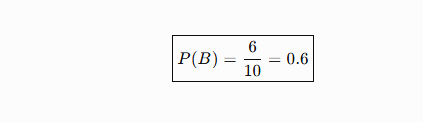 P(B) = 6/10 = 0.6